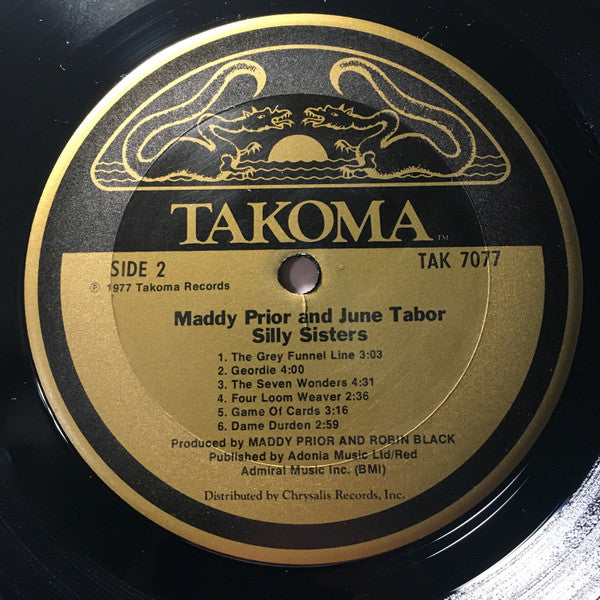 TAKOMA™
SIDE 2
TAK 7077
℗ 1977 Takoma Records
Maddy Prior and June Tabor
Silly Sisters
1. The Grey Funnel Line 3:03
2. Geordie 4:00
3. The Seven Wonders 4:31
4. Four Loom Weaver 2:36
5. Game Of Cards 3:16
6. Dame Durden 2:59
Produced by MADDY PRIOR AND ROBIN BLACK
Published by Adonia Music Ltd/Red
Admiral Music Inc. (BMI)
Distributed by Chrysalis Records, Inc.